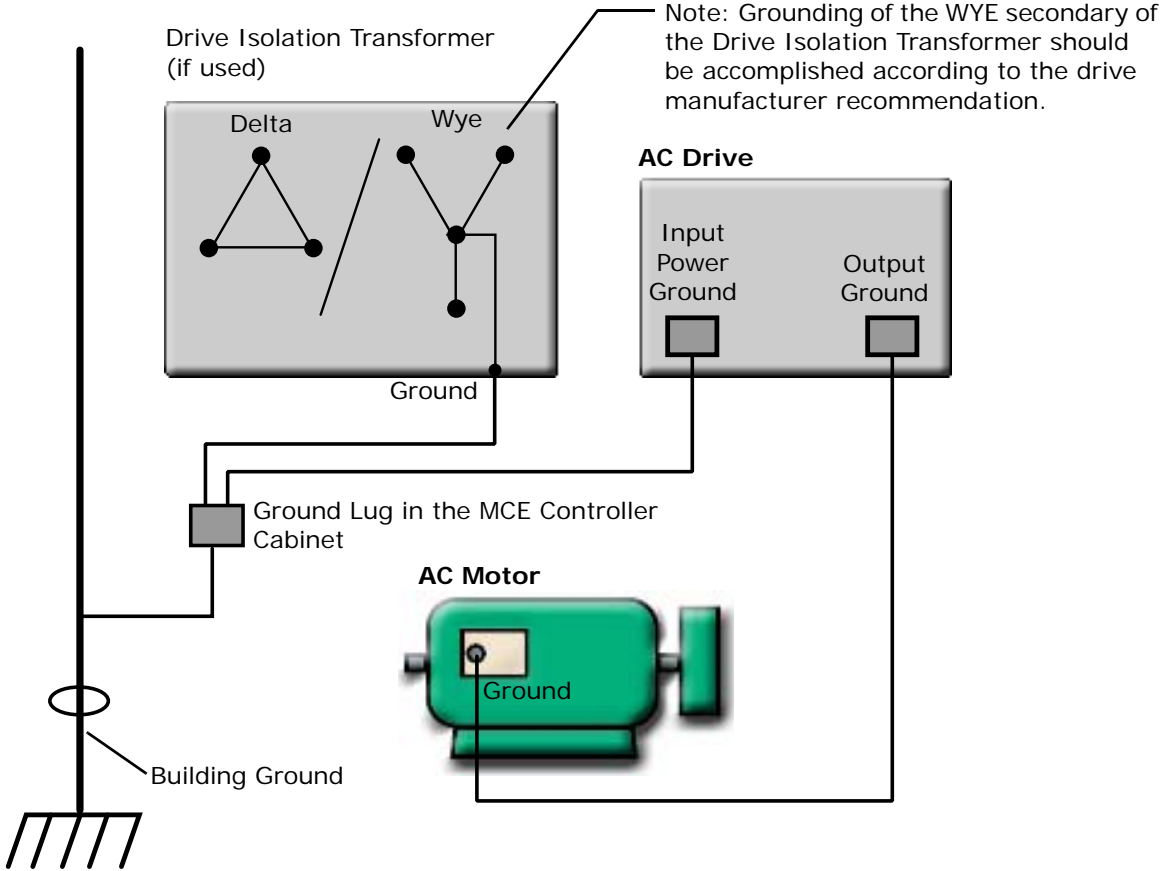 Note: Grounding of the WYE secondary of
the Drive Isolation Transformer should
be accomplished according to the drive
manufacturer recommendation.
Drive Isolation Transformer
(if used)
Delta
Wye
Ground
AC Drive
Input
Power
Ground
Output
Ground
Ground Lug in the MCE Controller
Cabinet
AC Motor
Ground
Building Ground